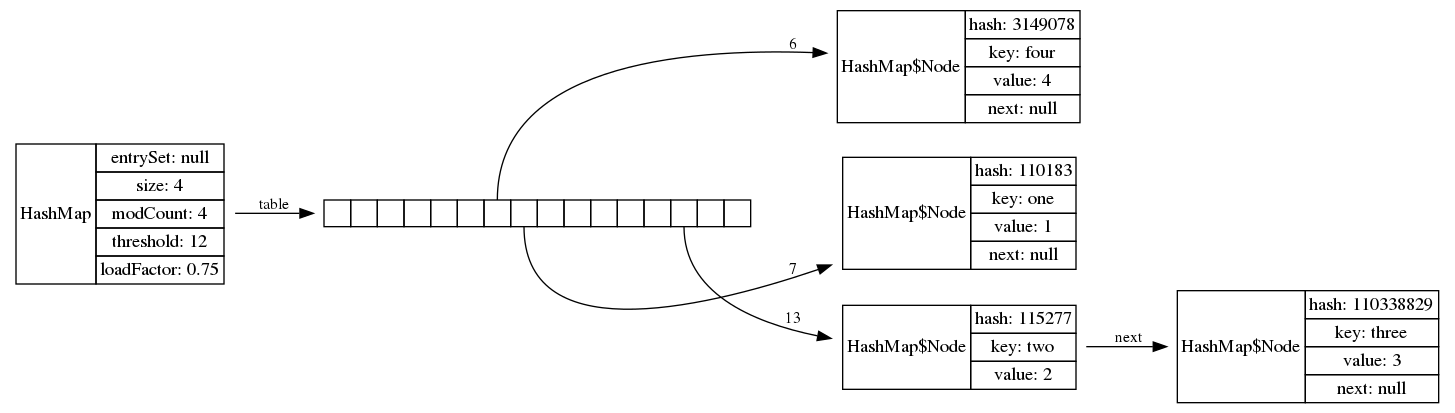 HashMap
entrySet: null
size: 4
modCount: 4
threshold: 12
loadFactor: 0.75
table
6
HashMap$Node
hash: 3149078
key: four
value: 4
next: null
7
HashMap$Node
hash: 110183
key: one
value: 1
next: null
13
HashMap$Node
hash: 115277
key: two
value: 2
next
HashMap$Node
hash: 110338829
key: three
value: 3
next: null